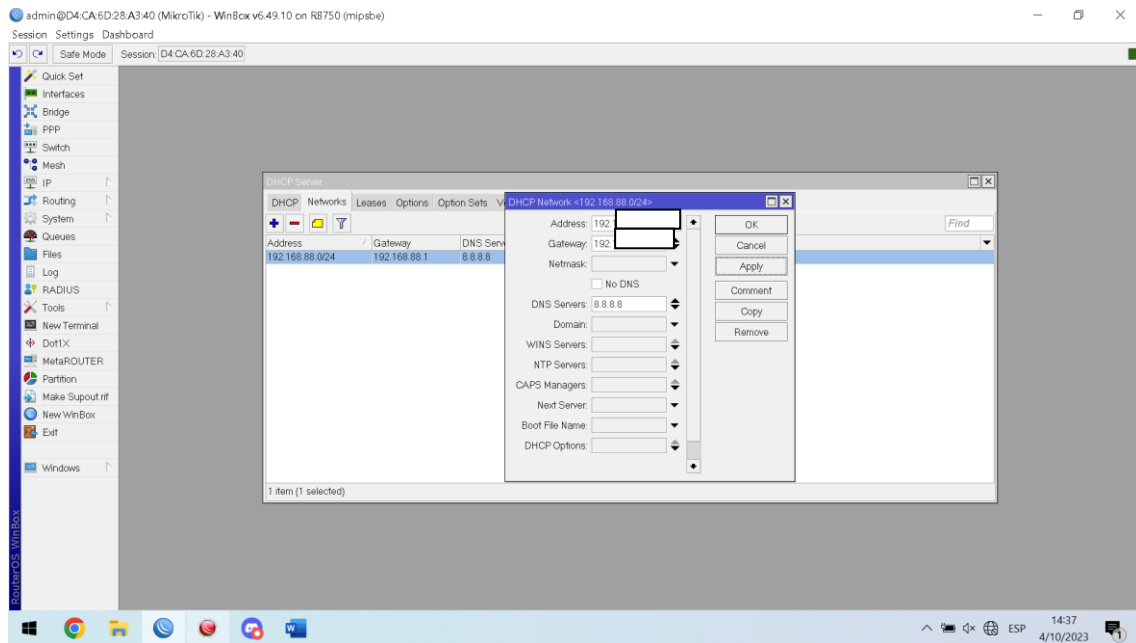 admin@D4:CA:6D:28:A3:40 (MikroTik) - WinBox v6.49.10 on RB750 (mipsbe)
Session Settings Dashboard
Safe Mode Session: D4:CA:6D:28:A3:40
Quick Set
Interfaces
Bridge
PPP
Switch
Mesh
IP
Routing
System
Queues
Files
Log
RADIUS
Tools
New Terminal
Dot1X
MetaROUTER
Partition
Make Supout.rif
New WinBox
Exit
Windows
RouterOS WinBox
DHCP Server
DHCP Networks Leases Options Option Sets V
Find
Address Gateway DNS Serv
192.168.88.0/24 192.168.88.1 8.8.8.8
1 item (1 selected)
DHCP Network <192.168.88.0/24>
Address: 192.
Gateway: 192.
Netmask:
No DNS
DNS Servers: 8.8.8.8
Domain:
WINS Servers:
NTP Servers:
CAPS Managers:
Next Server:
Boot File Name:
DHCP Options:
OK
Cancel
Apply
Comment
Copy
Remove
ESP
14:37
4/10/2023
1